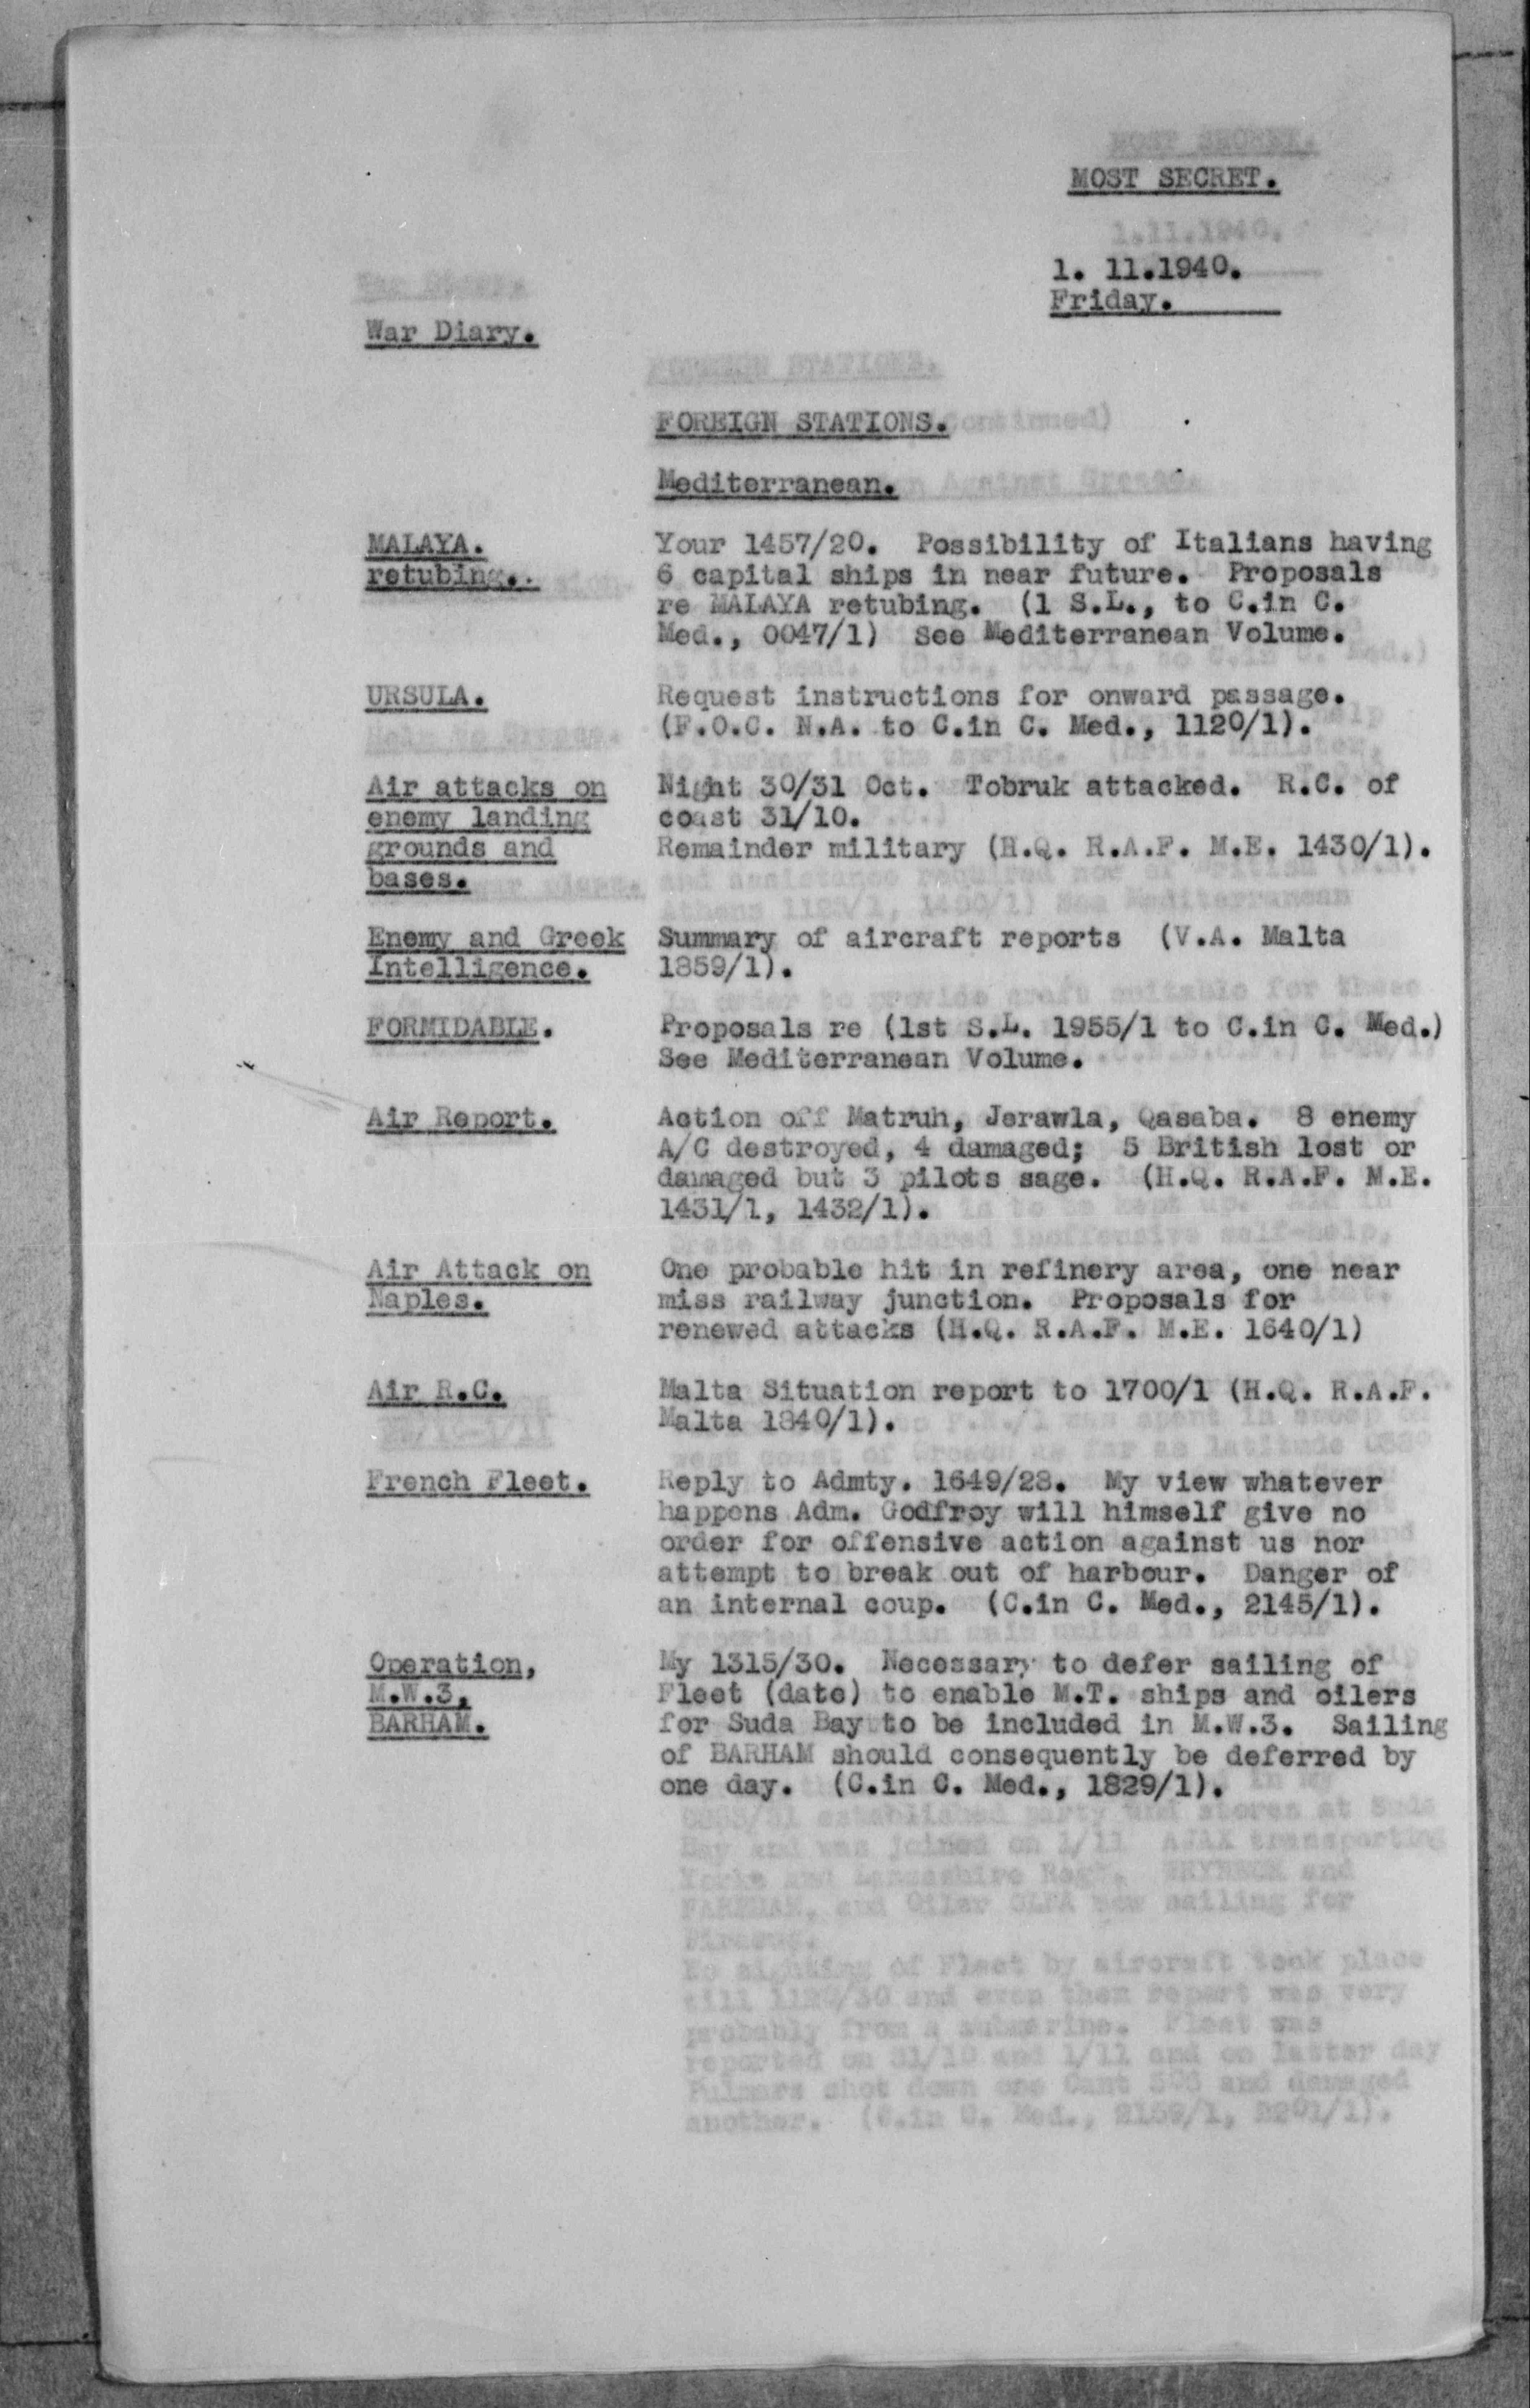 MOST SECRET.
1. 11.1940.
Friday.
War Diary.
FOREIGN STATIONS.
Mediterranean.
MALAYA.
retubing..
Your 1457/20. Possibility of Italians having
6 capital ships in near future. Proposals
re MALAYA retubing. (1 S.L., to C.in C.
Med., 0047/1) See Mediterranean Volume.
URSULA.
Request instructions for onward passage.
(F.O.C. N.A. to C.in C. Med., 1120/1).
Air attacks on
enemy landing
grounds and
bases.
Night 30/31 Oct. Tobruk attacked. R.C. of
coast 31/10.
Remainder military (H.Q. R.A.F. M.E. 1430/1).
Enemy and Greek
Intelligence.
Summary of aircraft reports (V.A. Malta
1859/1).
FORMIDABLE.
Proposals re (1st S.L. 1955/1 to C.in C. Med.)
See Mediterranean Volume.
Air Report.
Action off Matruh, Jerawla, Qasaba. 8 enemy
A/C destroyed, 4 damaged; 5 British lost or
damaged but 3 pilots sage. (H.Q. R.A.F. M.E.
1431/1, 1432/1).
Air Attack on
Naples.
One probable hit in refinery area, one near
miss railway junction. Proposals for
renewed attacks (H.Q. R.A.F. M.E. 1640/1)
Air R.C.
Malta Situation report to 1700/1 (H.Q. R.A.F.
Malta 1840/1).
French Fleet.
Reply to Admty. 1649/28. My view whatever
happens Adm. Godfroy will himself give no
order for offensive action against us nor
attempt to break out of harbour. Danger of
an internal coup. (C.in C. Med., 2145/1).
Operation,
M.W.3,
BARHAM.
My 1315/30. Necessary to defer sailing of
Fleet (date) to enable M.T. ships and oilers
for Suda Bay to be included in M.W.3. Sailing
of BARHAM should consequently be deferred by
one day. (C.in C. Med., 1829/1).